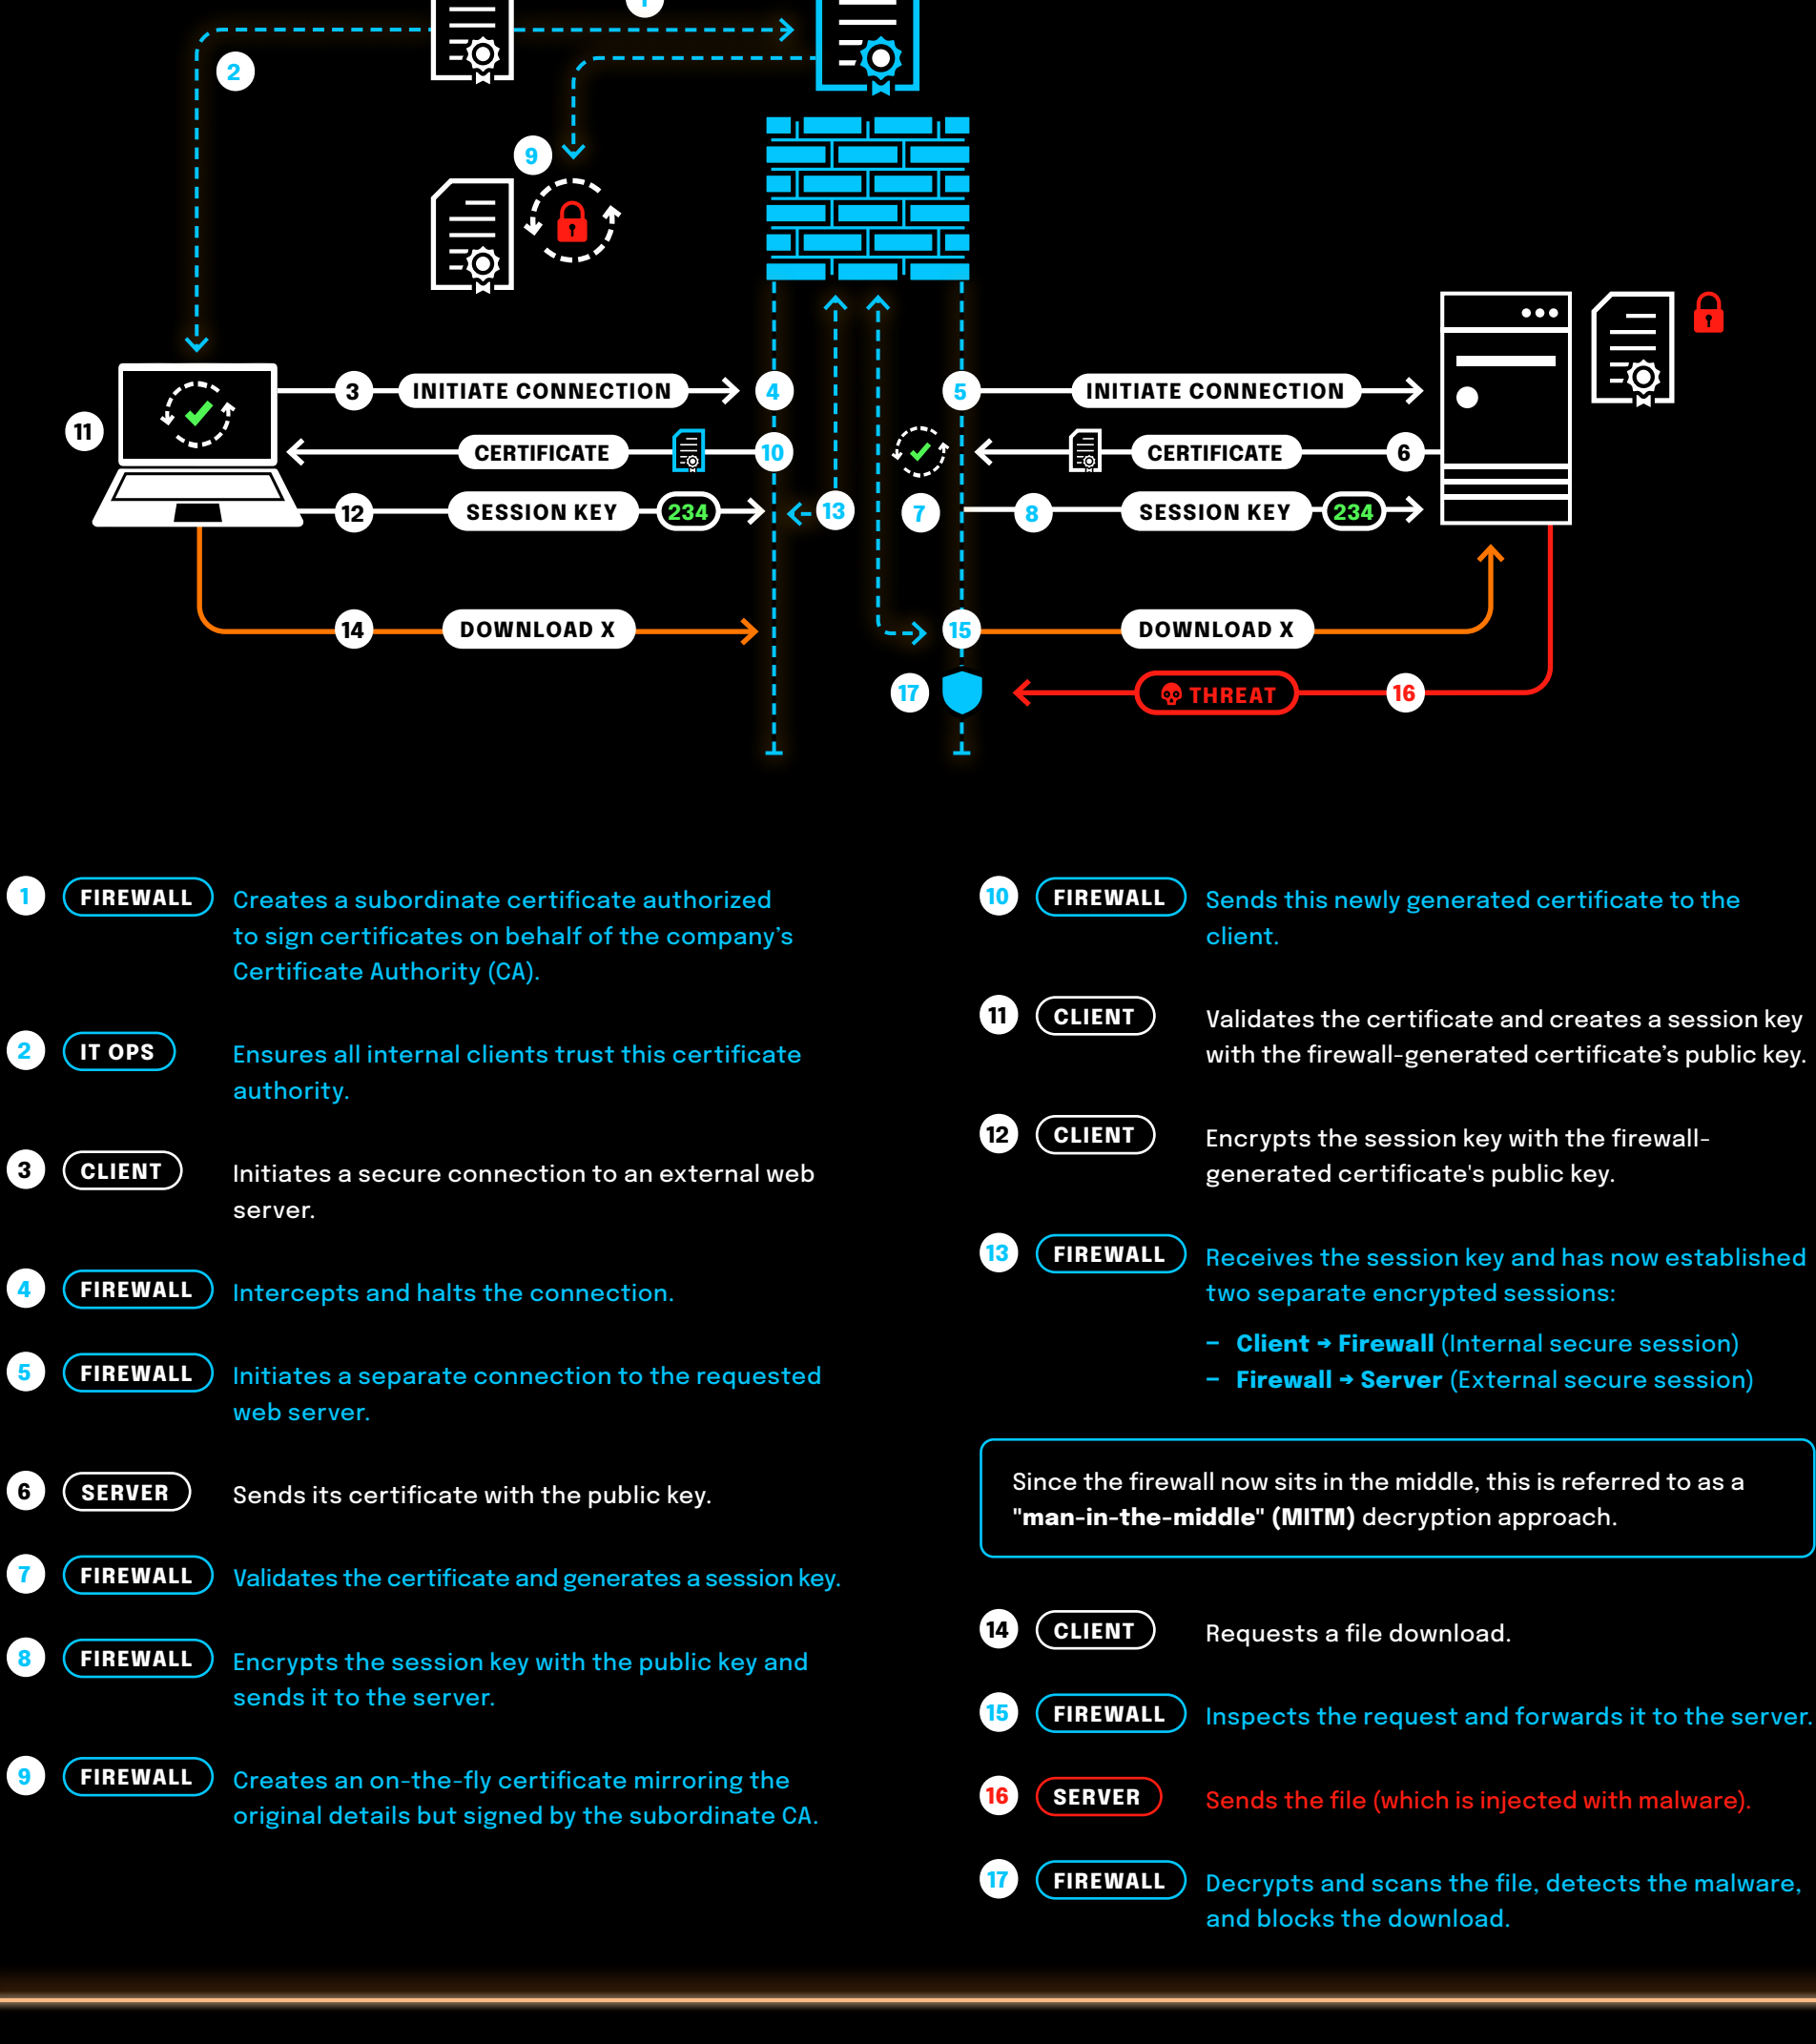 1
2
9
3 INITIATE CONNECTION 4
5 INITIATE CONNECTION
11
CERTIFICATE 10
CERTIFICATE 6
12 SESSION KEY 234
13
7
8 SESSION KEY 234
14 DOWNLOAD X
15 DOWNLOAD X
17
THREAT 16
1 FIREWALL Creates a subordinate certificate authorized
to sign certificates on behalf of the company’s
Certificate Authority (CA).
2 IT OPS Ensures all internal clients trust this certificate
authority.
3 CLIENT Initiates a secure connection to an external web
server.
4 FIREWALL Intercepts and halts the connection.
5 FIREWALL Initiates a separate connection to the requested
web server.
6 SERVER Sends its certificate with the public key.
7 FIREWALL Validates the certificate and generates a session key.
8 FIREWALL Encrypts the session key with the public key and
sends it to the server.
9 FIREWALL Creates an on-the-fly certificate mirroring the
original details but signed by the subordinate CA.
10 FIREWALL Sends this newly generated certificate to the
client.
11 CLIENT Validates the certificate and creates a session key
with the firewall-generated certificate’s public key.
12 CLIENT Encrypts the session key with the firewall-
generated certificate's public key.
13 FIREWALL Receives the session key and has now established
two separate encrypted sessions:
– Client → Firewall (Internal secure session)
– Firewall → Server (External secure session)
Since the firewall now sits in the middle, this is referred to as a
"man-in-the-middle" (MITM) decryption approach.
14 CLIENT Requests a file download.
15 FIREWALL Inspects the request and forwards it to the server.
16 SERVER Sends the file (which is injected with malware).
17 FIREWALL Decrypts and scans the file, detects the malware,
and blocks the download.